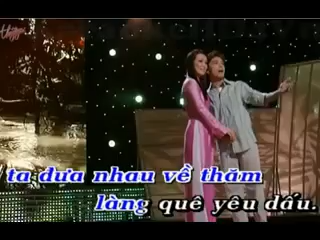 ta đưa nhau về thăm
làng quê yêu dấu.